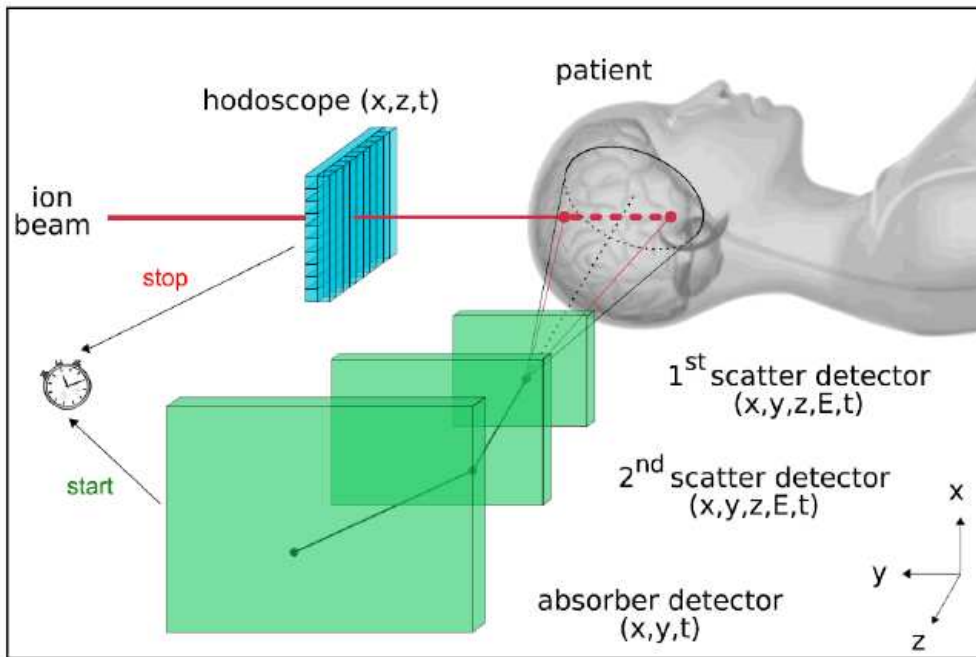 patient
hodoscope (x,z,t)
ion
beam
stop
1st scatter detector
(x,y,z,E,t)
start
2nd scatter detector
(x,y,z,E,t)
x
y
z
absorber detector
(x,y,t)